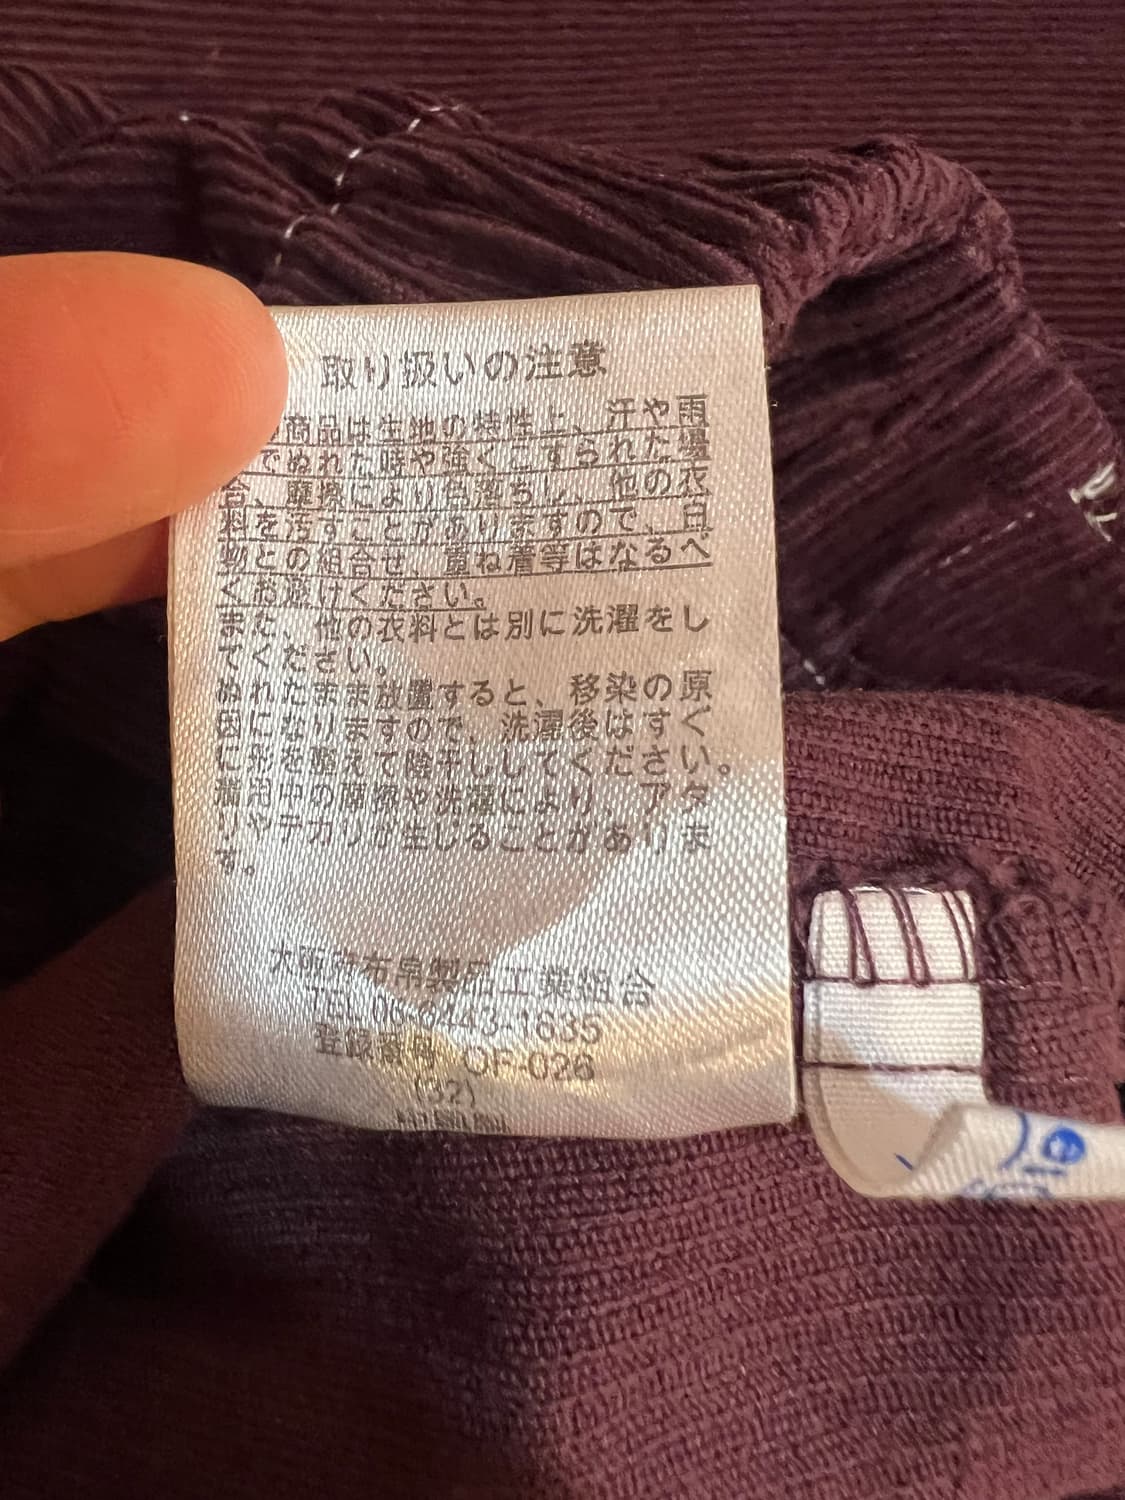 取り扱いの注意
商品は生地の特性上、汗や雨
でぬれた時や強くこすられた場
合、摩擦により色落ちし、他の衣
料を汚すことがありますので、白
物との組合せ、重ね着等はなるべ
くお避けください。
また、他の衣料とは別に洗濯をし
てください。
ぬれたまま放置すると、移染の原
因になりますので、洗濯後はすぐ
に形を整えて陰干ししてください。
着用中の摩擦や洗濯により、アタ
リやテカリが生じることがありま
す。
大阪 布帛製品工業組合
TEL 06- 43-1635
登録番号 OF-026
(32)